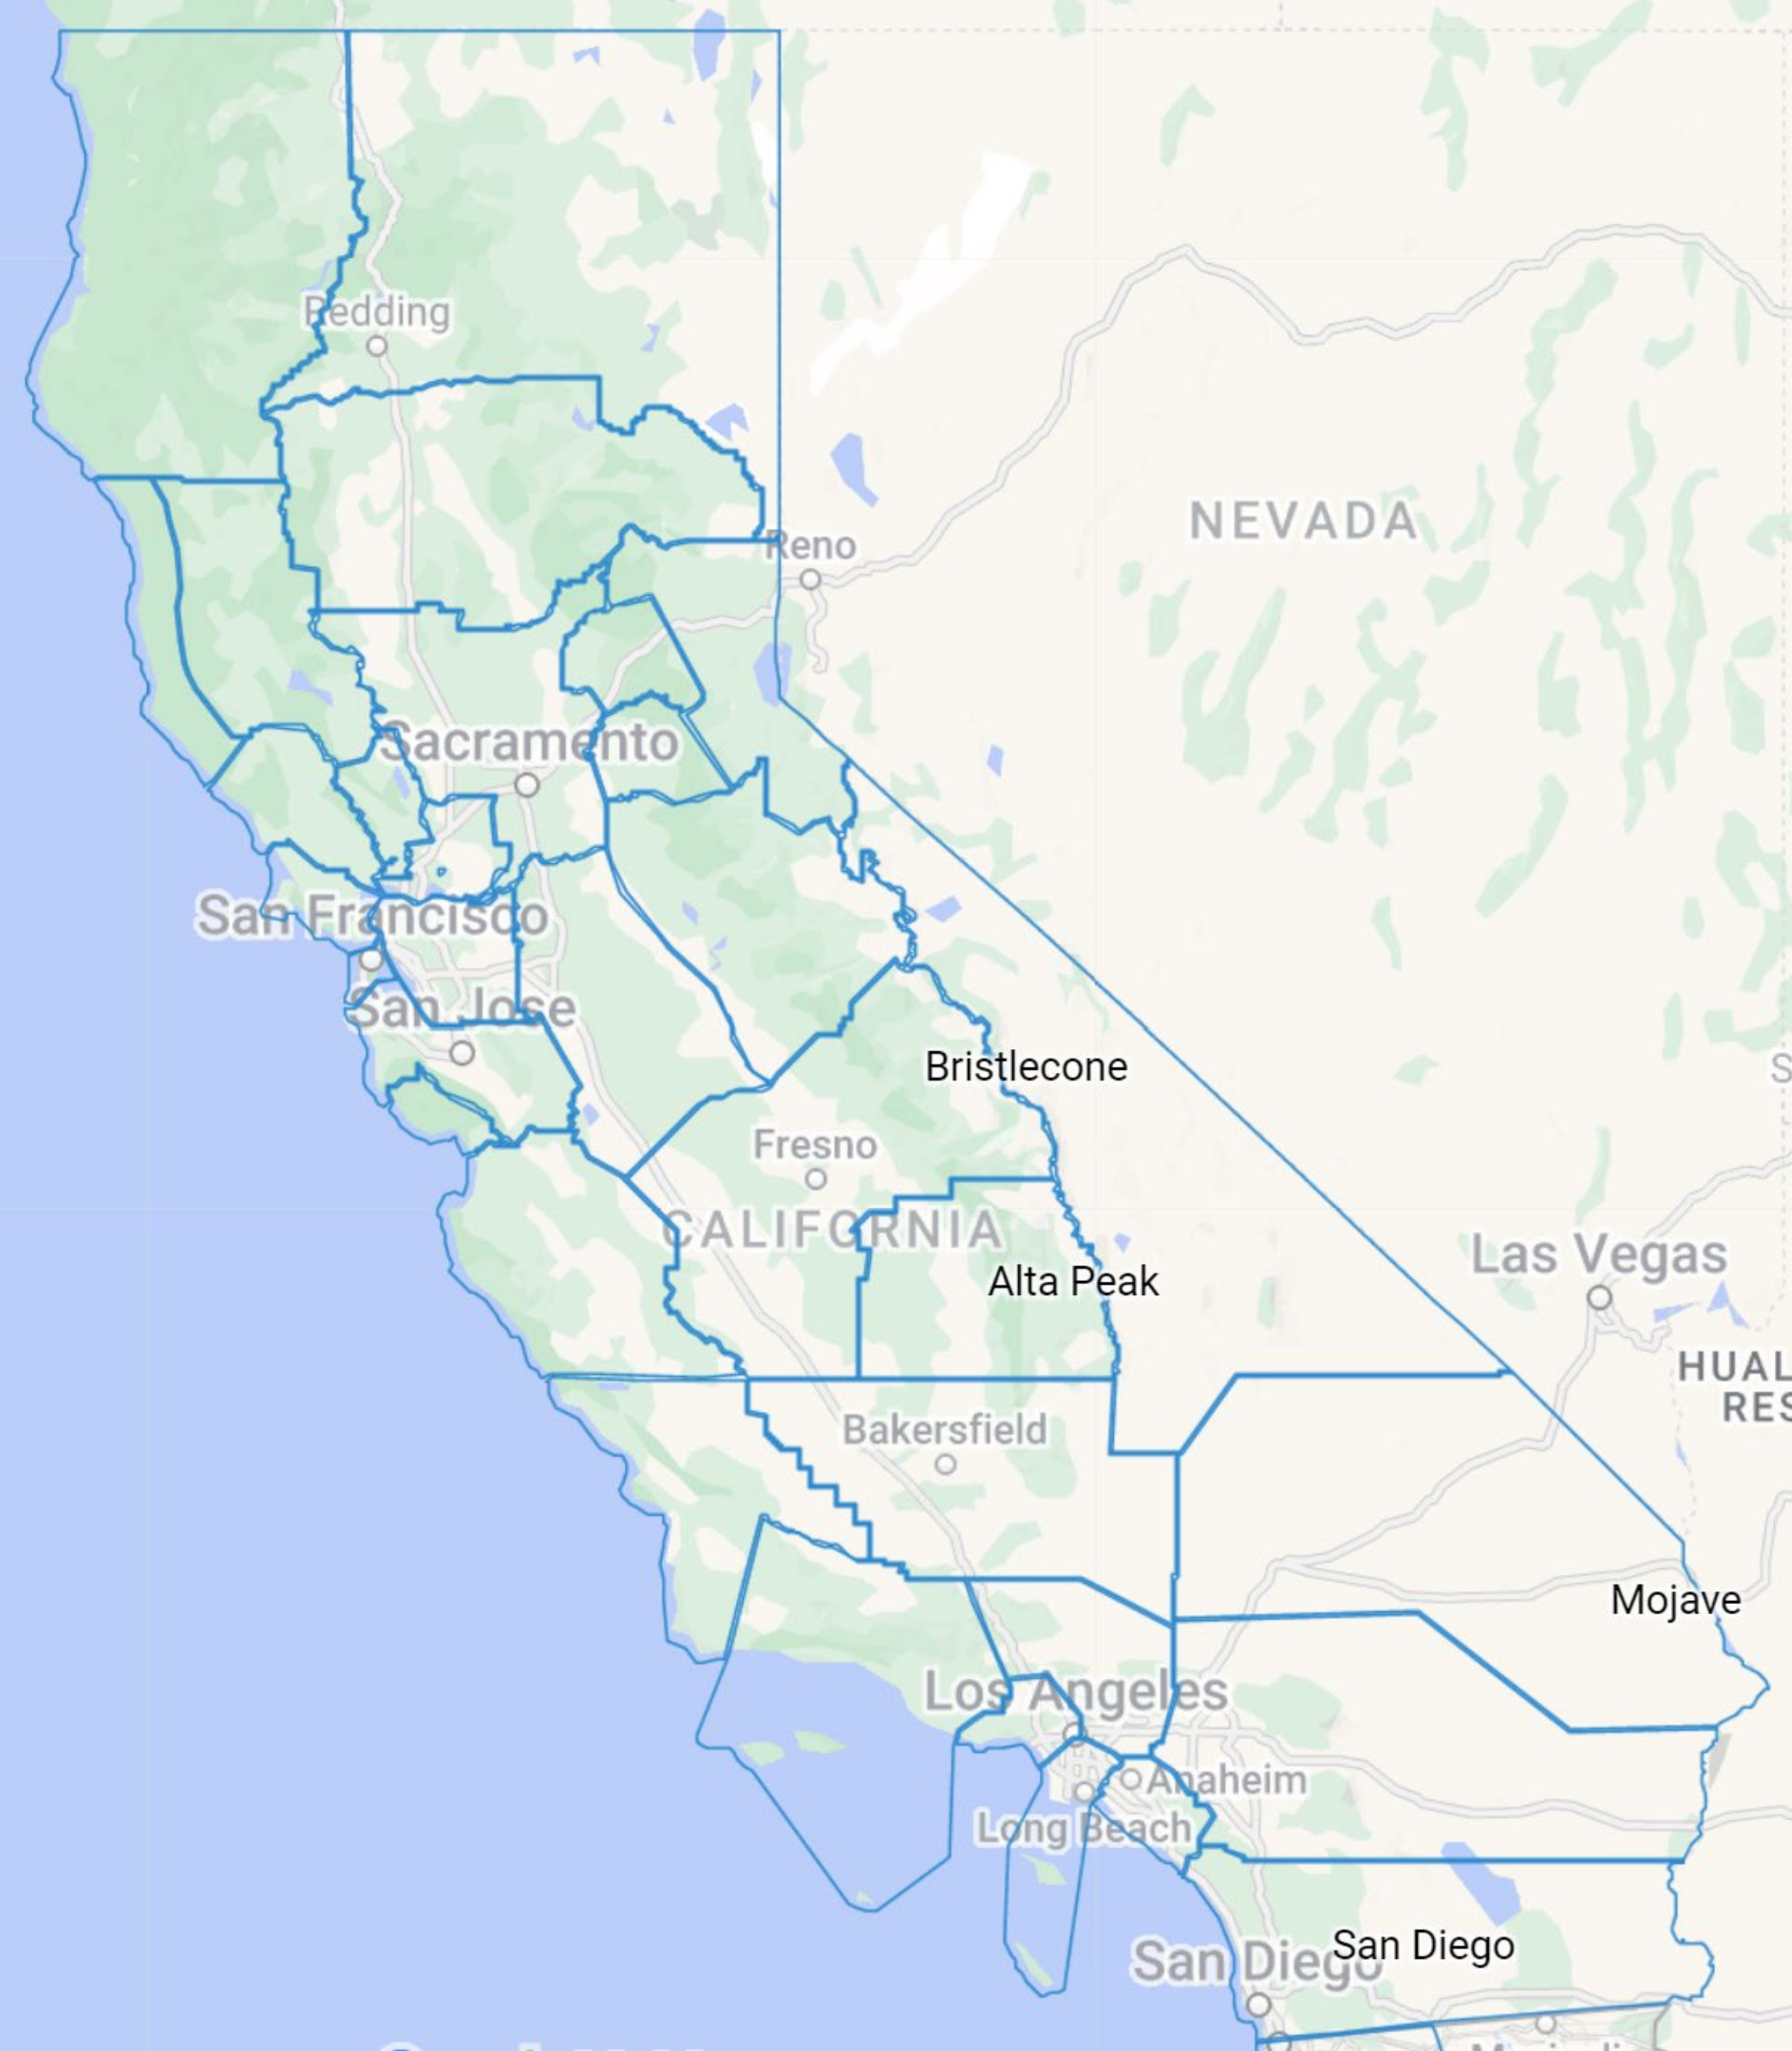 Redding
Reno
NEVADA
Sacramento
San Francisco
San Jose
Bristlecone
Fresno
CALIFORNIA
Las Vegas
Alta Peak
HUAL
RES
Bakersfield
Mojave
Los Angeles
Anaheim
Long Beach
San Diego
San Diego